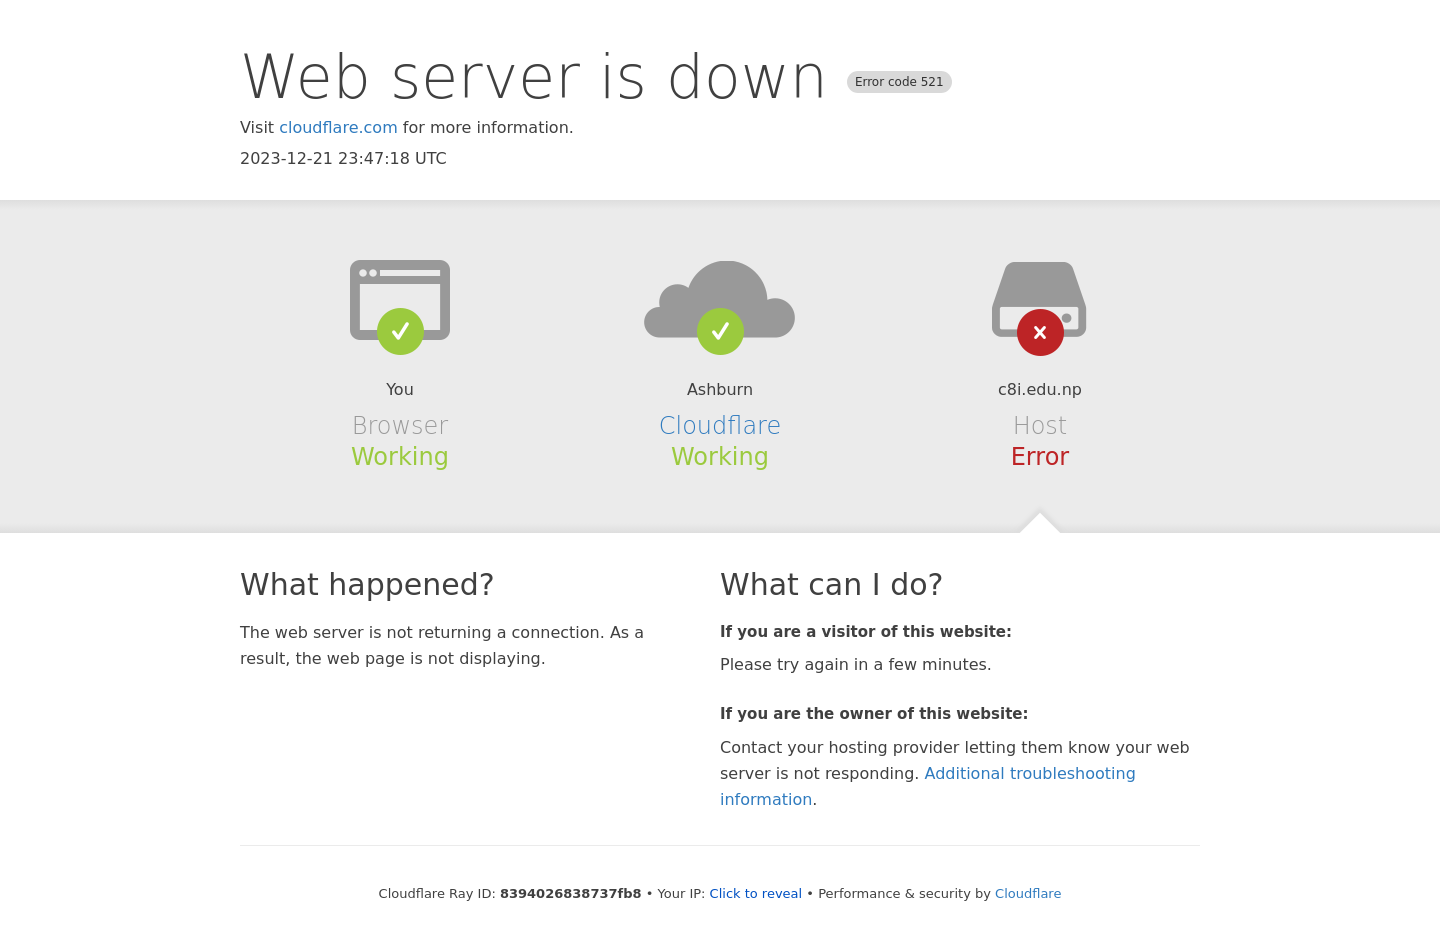 Web server is down Error code 521
Visit cloudflare.com for more information.
2023-12-21 23:47:18 UTC
You
Browser
Working
Ashburn
Cloudflare
Working
c8i.edu.np
Host
Error
What happened?
The web server is not returning a connection. As a
result, the web page is not displaying.
What can I do?
If you are a visitor of this website:
Please try again in a few minutes.
If you are the owner of this website:
Contact your hosting provider letting them know your web
server is not responding. Additional troubleshooting
information.
Cloudflare Ray ID: 8394026838737fb8 • Your IP: Click to reveal • Performance & security by Cloudflare